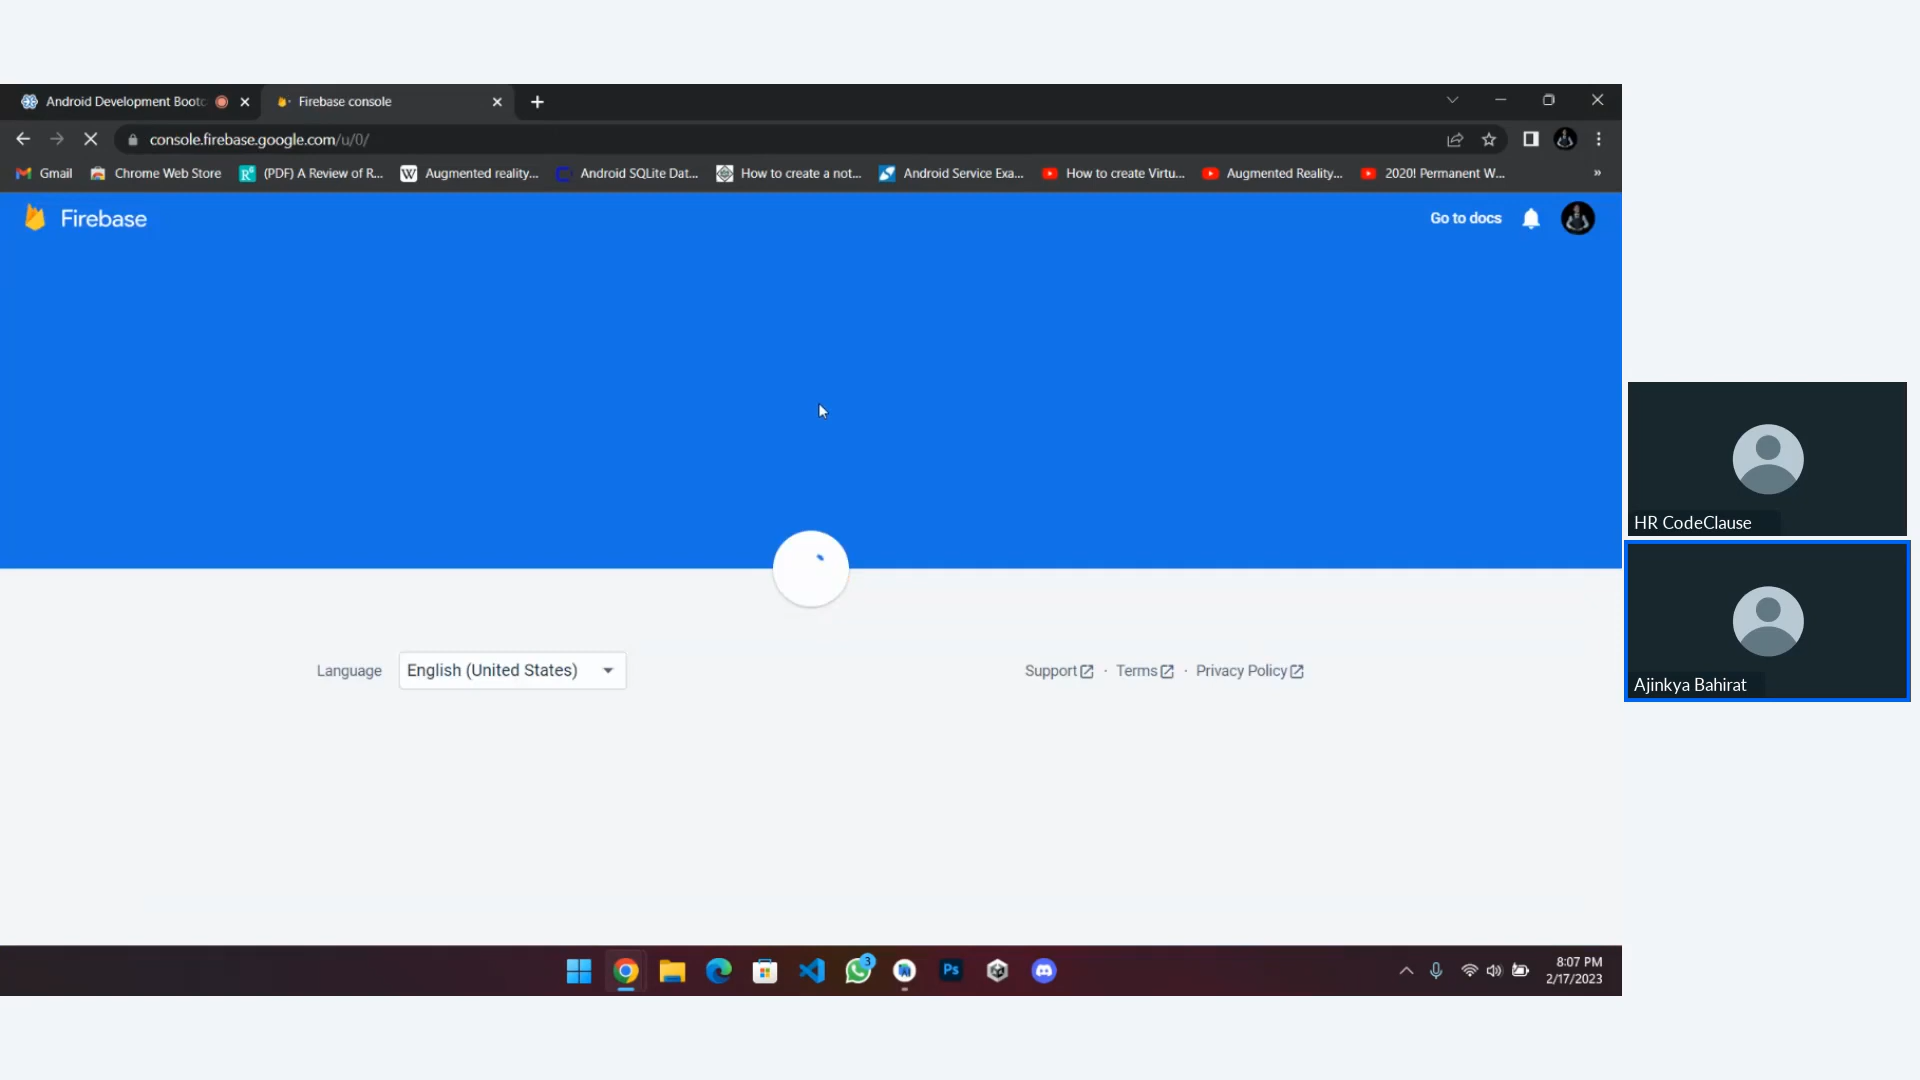 Android Development Bootc
Firebase console
console.firebase.google.com/u/0/
Gmail
Chrome Web Store
(PDF) A Review of R...
Augmented reality...
Android SQLite Dat...
How to create a not...
Android Service Exa...
How to create Virtu...
Augmented Reality...
2020! Permanent W...
»
Firebase
Go to docs
HR CodeClause
Language
English (United States)
Support · Terms · Privacy Policy
Ajinkya Bahirat
3
Ps
8:07 PM
2/17/2023